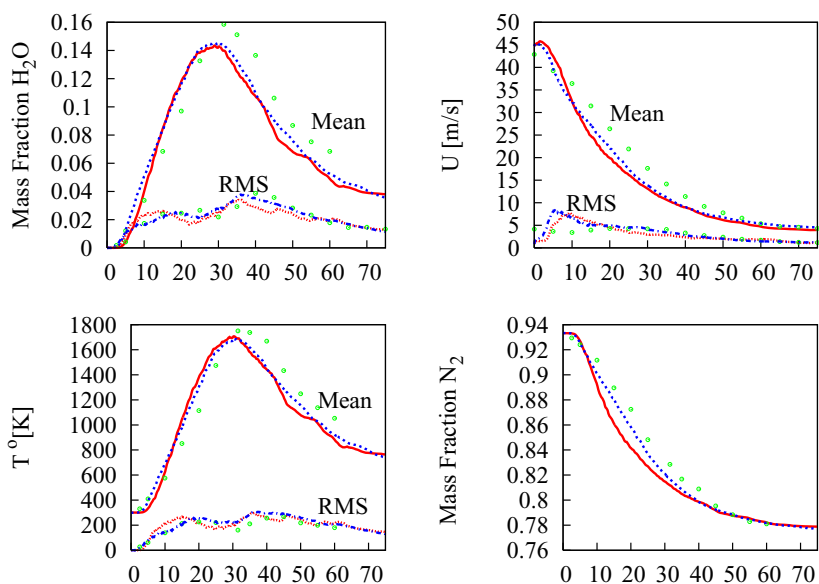 Mass Fraction H2O
0.16
0.14
0.12
0.1
0.08
0.06
0.04
0.02
0
Mean
RMS
0 10 20 30 40 50 60 70
U [m/s]
50
45
40
35
30
25
20
15
10
5
0
Mean
RMS
0 10 20 30 40 50 60 70
T o[K]
1800
1600
1400
1200
1000
800
600
400
200
0
Mean
RMS
0 10 20 30 40 50 60 70
Mass Fraction N2
0.94
0.92
0.9
0.88
0.86
0.84
0.82
0.8
0.78
0.76
0 10 20 30 40 50 60 70